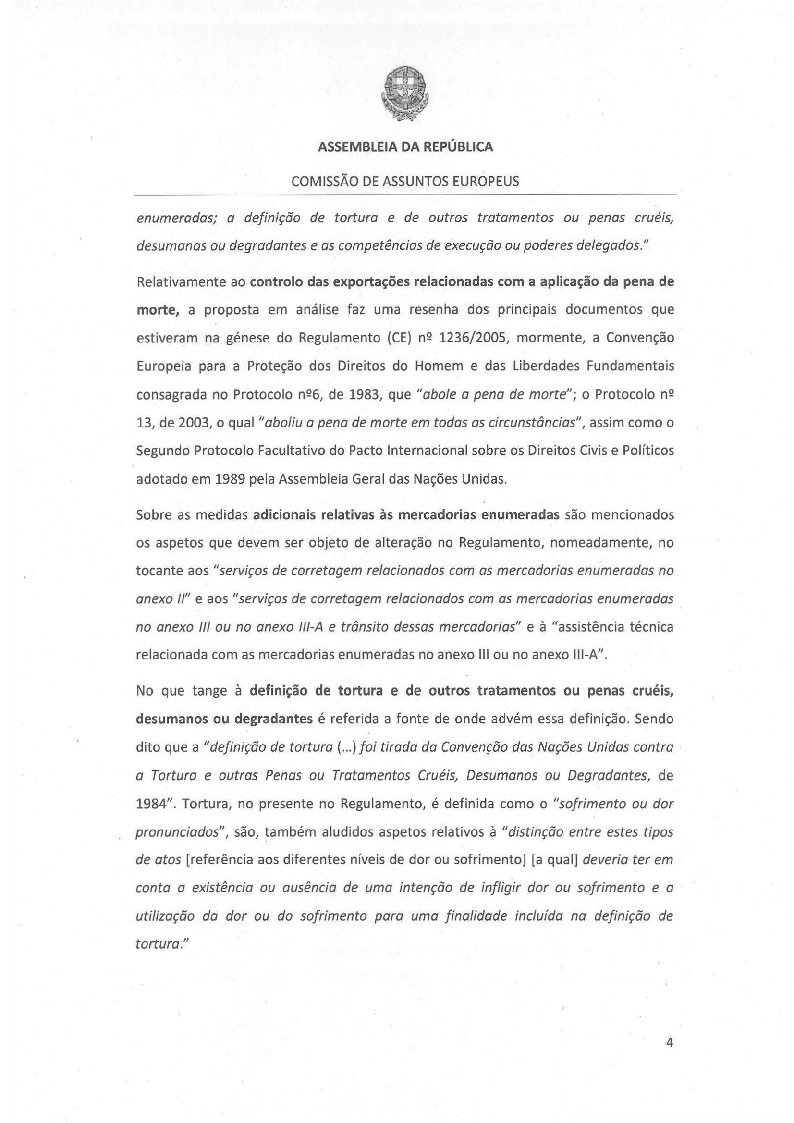 ASSEMBLEIA DA REPÚBLICA
COMISSÃO DE ASSUNTOS EUROPEUS
enumeradas; a definição de tortura e de outros tratamentos ou penas cruéis,
desumanas ou degradantes e as competências de execução ou poderes delegados."
Relativamente ao controlo das exportações relacionadas com a aplicação da pena de
morte, a proposta em análise faz uma resenha dos principais documentos que
estiveram na génese do Regulamento (CE) nº 1236/2005, mormente, a Convenção
Europeia para a Proteção dos Direitos do Homem e das Liberdades Fundamentais
consagrada no Protocolo nº6, de 1983, que "abole a pena de morte"; o Protocolo nº
13, de 2003, o qual "aboliu a pena de morte em todas as circunstâncias", assim como o
Segundo Protocolo Facultativo do Pacto Internacional sobre os Direitos Civis e Políticos
adotado em 1989 pela Assembleia Geral das Nações Unidas.
Sobre as medidas adicionais relativas às mercadorias enumeradas são mencionados
os aspetos que devem ser objeto de alteração no Regulamento, nomeadamente, no
tocante aos "serviços de corretagem relacionados com as mercadorias enumeradas no
anexo II" e aos "serviços de corretagem relacionados com as mercadorias enumeradas
no anexo III ou no anexo III-A e trânsito dessas mercadorias" e à "assistência técnica
relacionada com as mercadorias enumeradas no anexo III ou no anexo III-A".
No que tange à definição de tortura e de outros tratamentos ou penas cruéis,
desumanos ou degradantes é referida a fonte de onde advém essa definição. Sendo
dito que a "definição de tortura (...) foi tirada da Convenção das Nações Unidas contra
a Tortura e outras Penas ou Tratamentos Cruéis, Desumanos ou Degradantes, de
1984". Tortura, no presente no Regulamento, é definida como o "sofrimento ou dor
pronunciados", são, também aludidos aspetos relativos à "distinção entre estes tipos
de atos [referência aos diferentes níveis de dor ou sofrimento] [a qual] deveria ter em
conta a existência ou ausência de uma intenção de infligir dor ou sofrimento e a
utilização da dor ou do sofrimento para uma finalidade incluída na definição de
tortura."
4